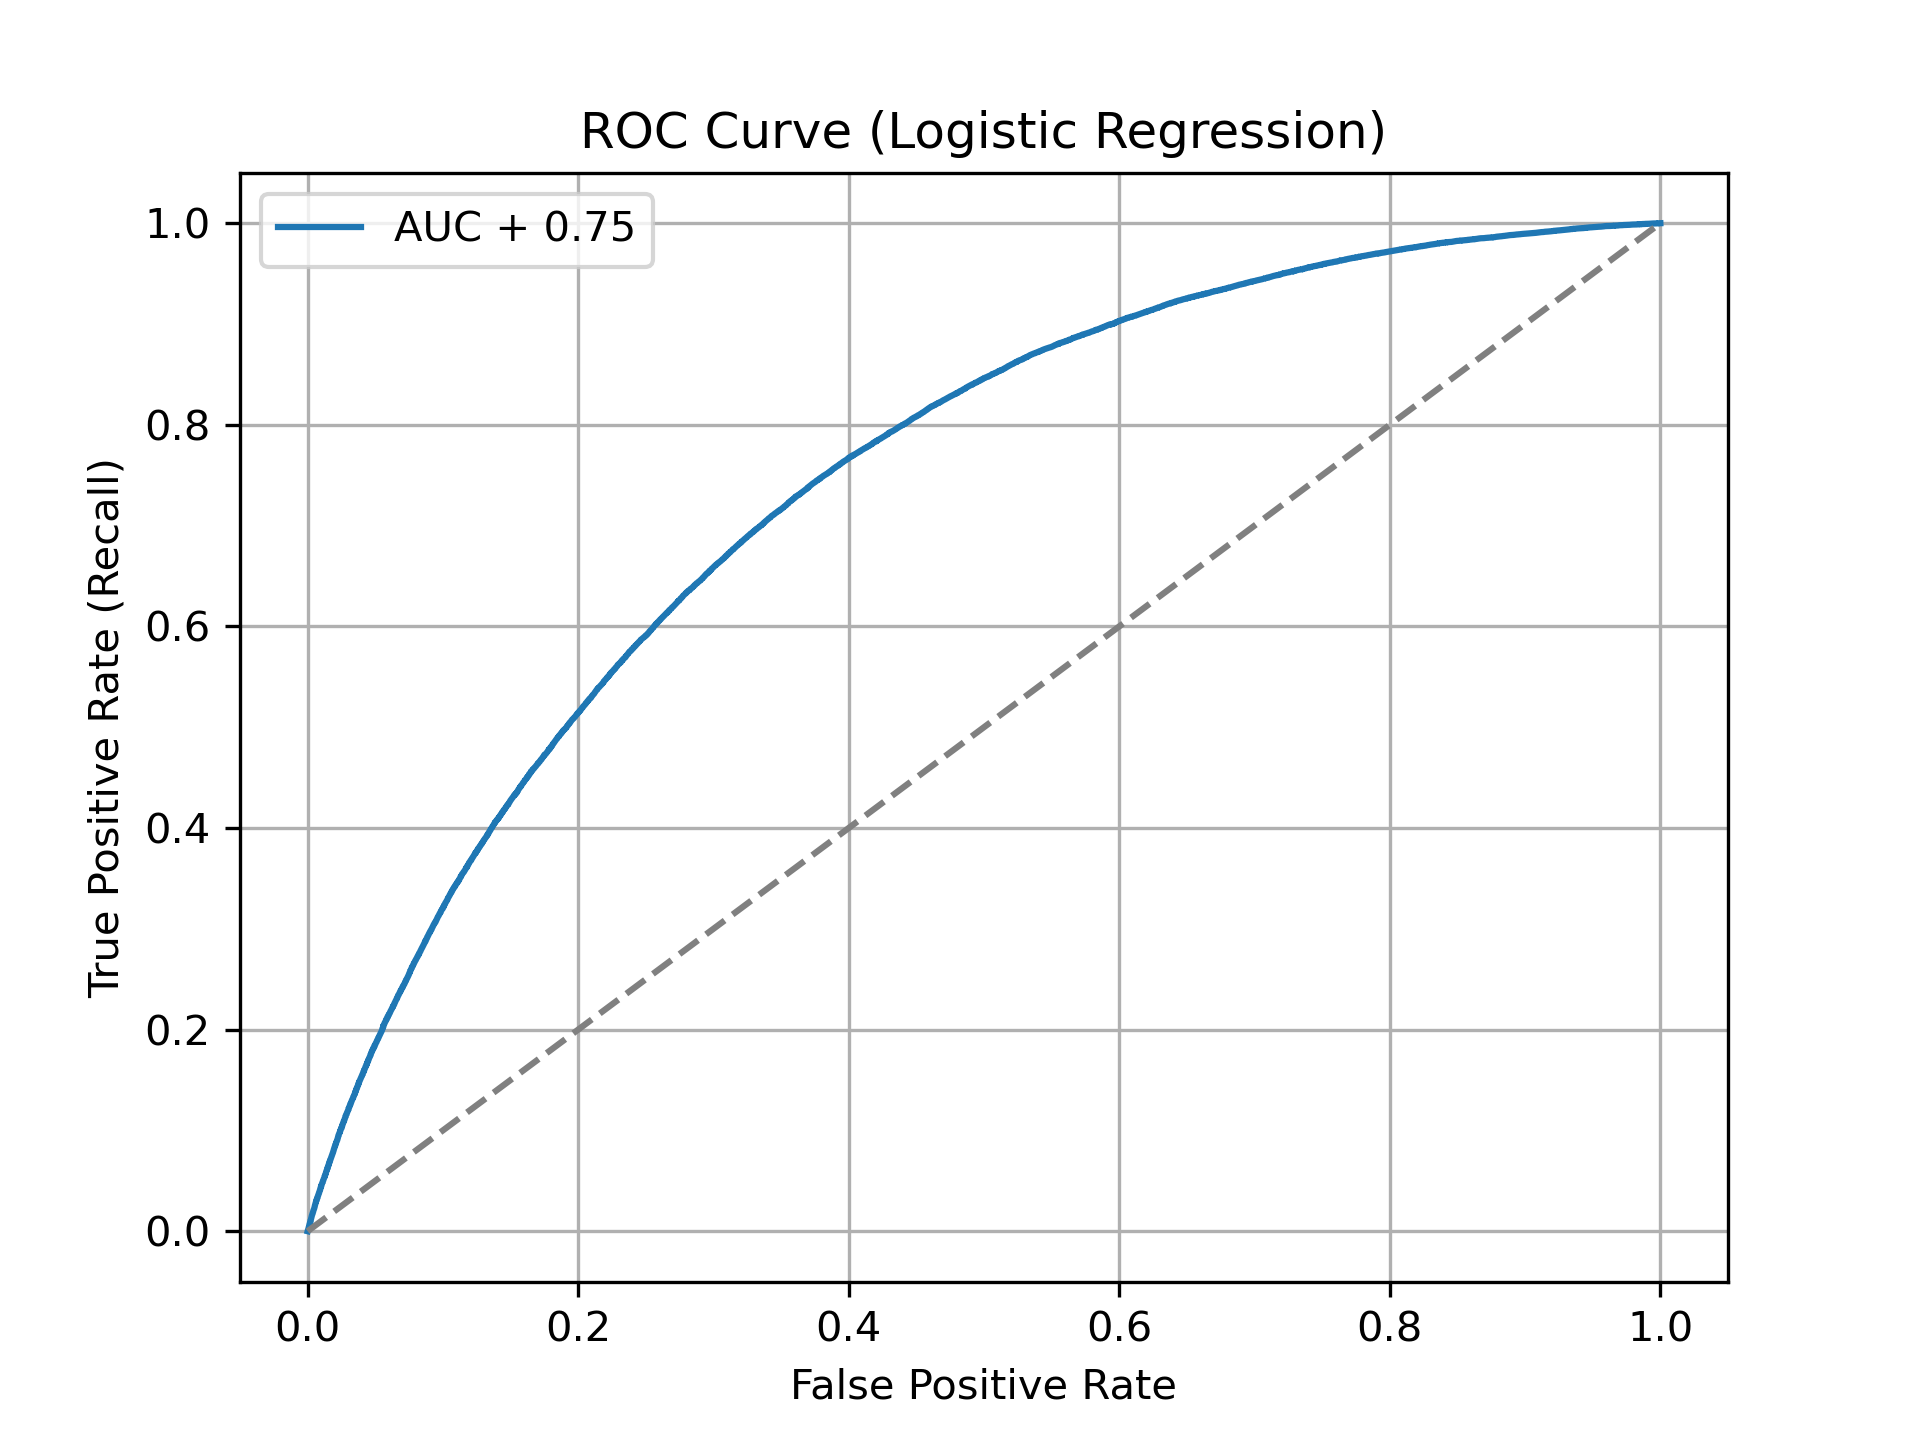 ROC Curve (Logistic Regression)
AUC + 0.75
True Positive Rate (Recall)
1.0
0.8
0.6
0.4
0.2
0.0
0.0 0.2 0.4 0.6 0.8 1.0
False Positive Rate